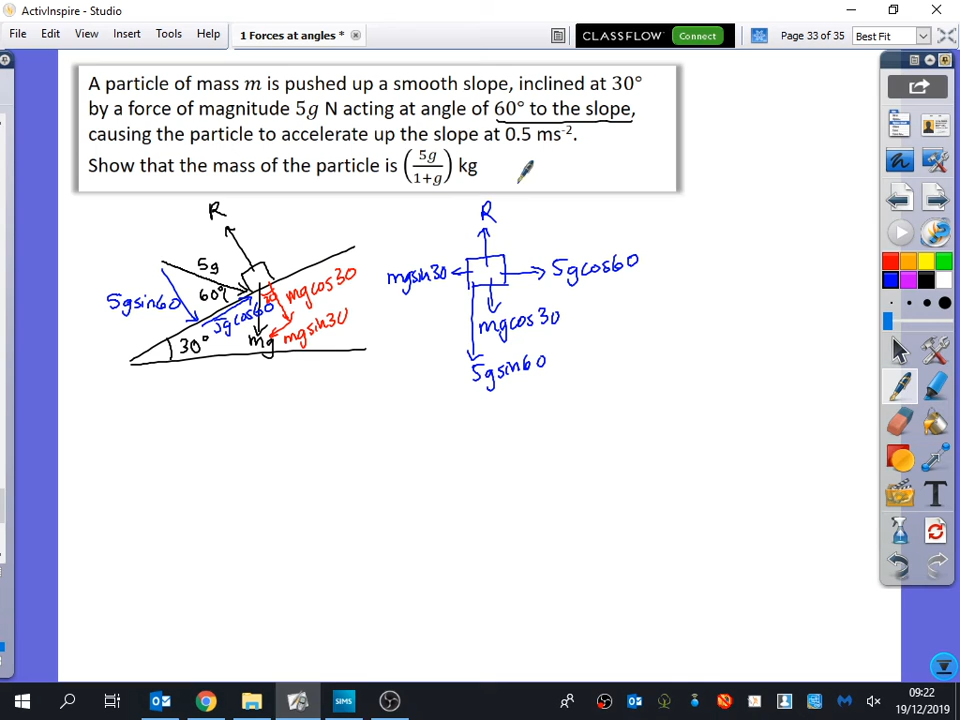 ActivInspire - Studio
File Edit View Insert Tools Help
1 Forces at angles *
CLASSFLOW Connect
Page 33 of 35
Best Fit
A particle of mass m is pushed up a smooth slope, inclined at 30°
by a force of magnitude 5g N acting at angle of 60° to the slope,
causing the particle to accelerate up the slope at 0.5 ms⁻².
Show that the mass of the particle is (5g/1+g) kg
R
5g
60°
5gsin60
5gcos60
30°
mg
30
mgcos30
mgsin30
R
mgsin30
5gcos60
mgcos30
5gsin60
T
SIMS
09:22
19/12/2019